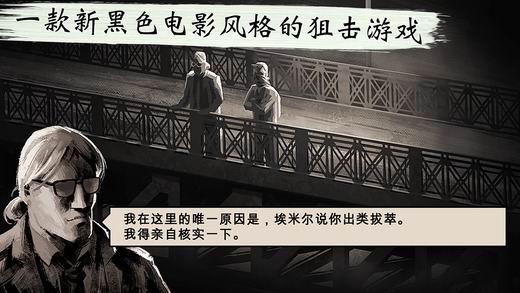 一款新黑色电影风格的狙击游戏
我在这里的唯一原因是，埃米尔说你出类拔萃。
我得亲自核实一下。